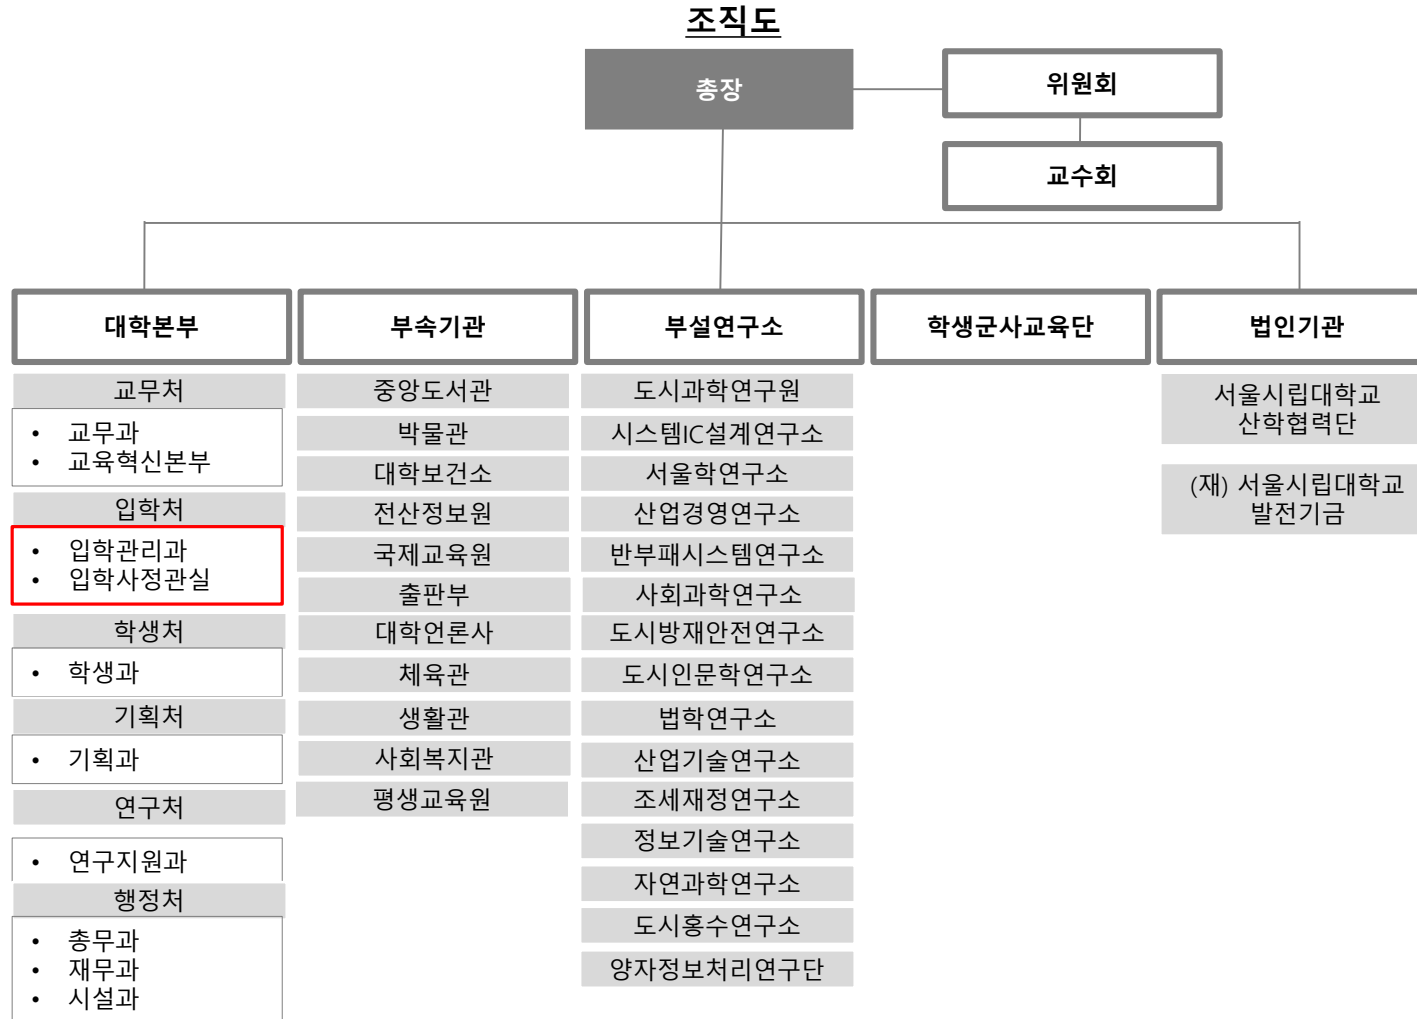 조직도
총장
위원회
교수회
대학본부
부속기관
부설연구소
학생군사교육단
법인기관
교무처
• 교무과
• 교육혁신본부
입학처
• 입학관리과
• 입학사정관실
학생처
• 학생과
기획처
• 기획과
연구처
• 연구지원과
행정처
• 총무과
• 재무과
• 시설과
중앙도서관
박물관
대학보건소
전산정보원
국제교육원
출판부
대학언론사
체육관
생활관
사회복지관
평생교육원
도시과학연구원
시스템IC설계연구소
서울학연구소
산업경영연구소
반부패시스템연구소
사회과학연구소
도시방재안전연구소
도시인문학연구소
법학연구소
산업기술연구소
조세재정연구소
정보기술연구소
자연과학연구소
도시홍수연구소
양자정보처리연구단
서울시립대학교
산학협력단
(재) 서울시립대학교
발전기금